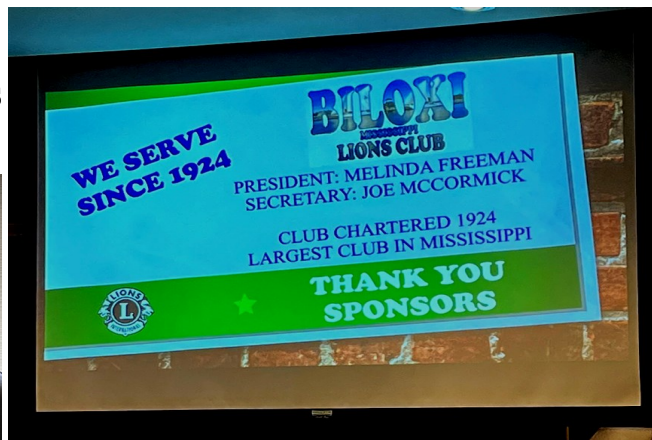 WE SERVE
SINCE 1924
BILOXI
MISSISSIPPI
LIONS CLUB
PRESIDENT: MELINDA FREEMAN
SECRETARY: JOE MCCORMICK
CLUB CHARTERED 1924
LARGEST CLUB IN MISSISSIPPI
LIONS
L
INTERNATIONAL
THANK YOU
SPONSORS